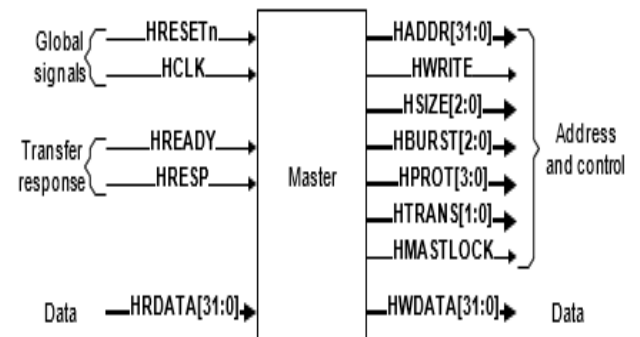 Global
signals
HRESETn
HCLK
Transfer
response
HREADY
HRESP
Data
HRDATA[31:0]
Master
HADDR[31:0]
HWRITE
HSIZE[2:0]
HBURST[2:0]
HPROT[3:0]
HTRANS[1:0]
HMASTLOCK
Address
and control
HWDATA[31:0]
Data